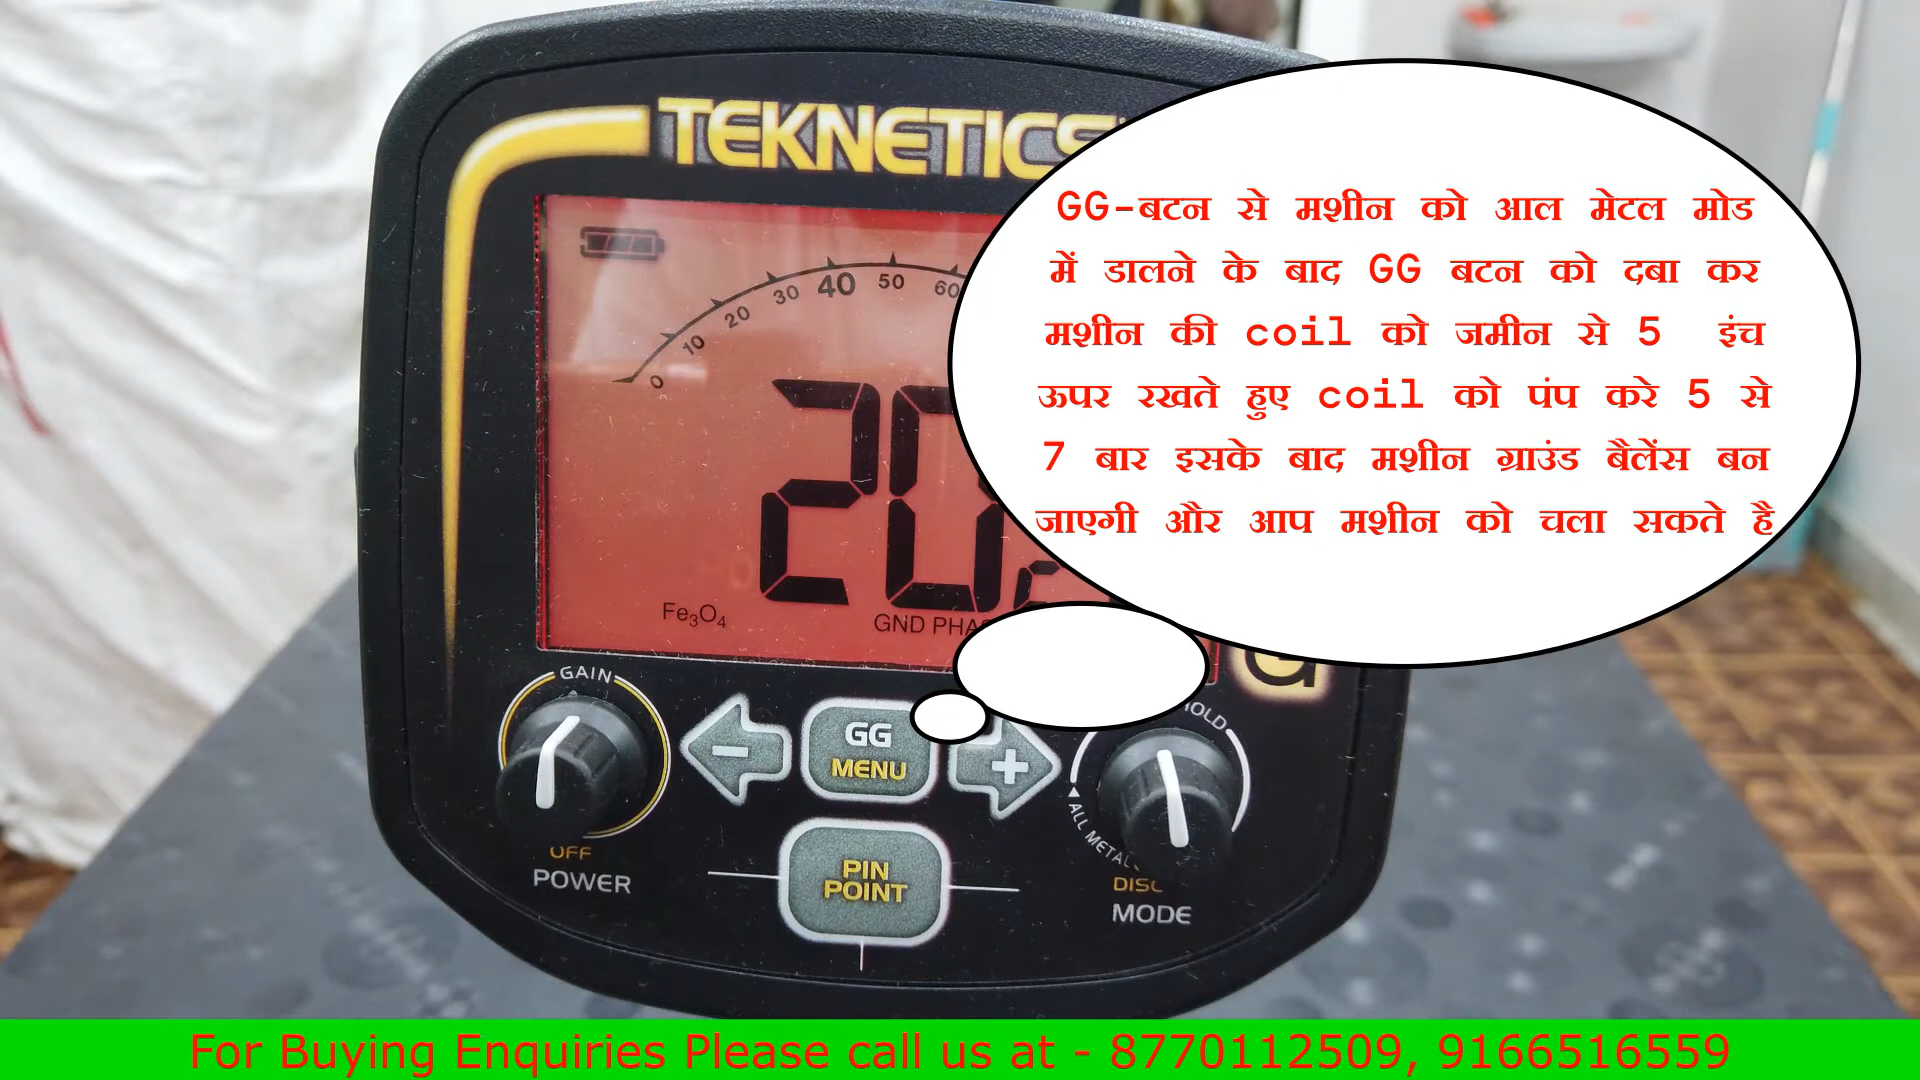 TEKNETICS
GG-बटन से मशीन को आल मेटल मोड
में डालने के बाद GG बटन को दबा कर
मशीन की coil को जमीन से 5 इंच
ऊपर रखते हुए coil को पंप करे 5 से
7 बार इसके बाद मशीन ग्राउंड बैलेंस बन
जाएगी और आप मशीन को चला सकते है
0 10 20 30 40 50 60
20
Fe3O4
GND
G
GAIN
OFF
POWER
-
GG
MENU
+
PIN
POINT
ALL METAL
DISC
MODE
For Buying Enquiries Please call us at - 8770112509, 9166516559